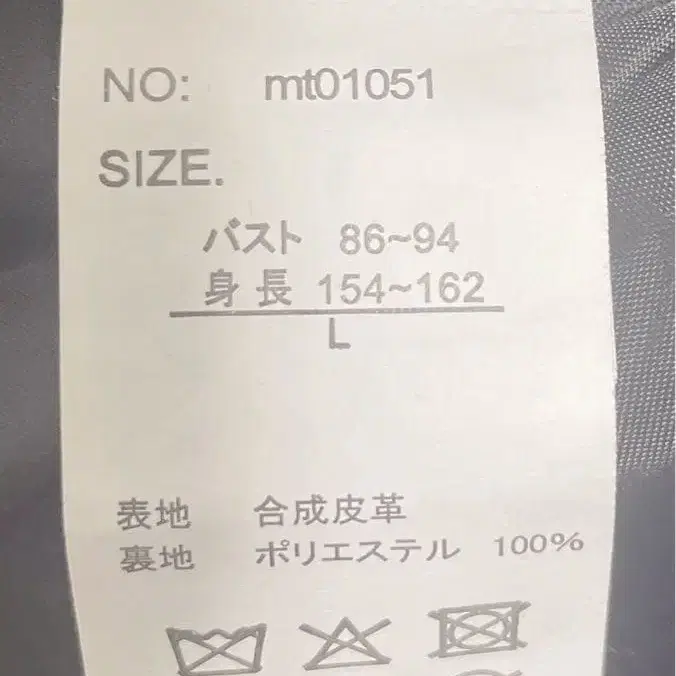 NO: mt01051
SIZE.
バスト 86~94
身長 154~162
L
表地 合成皮革
裏地 ポリエステル 100%